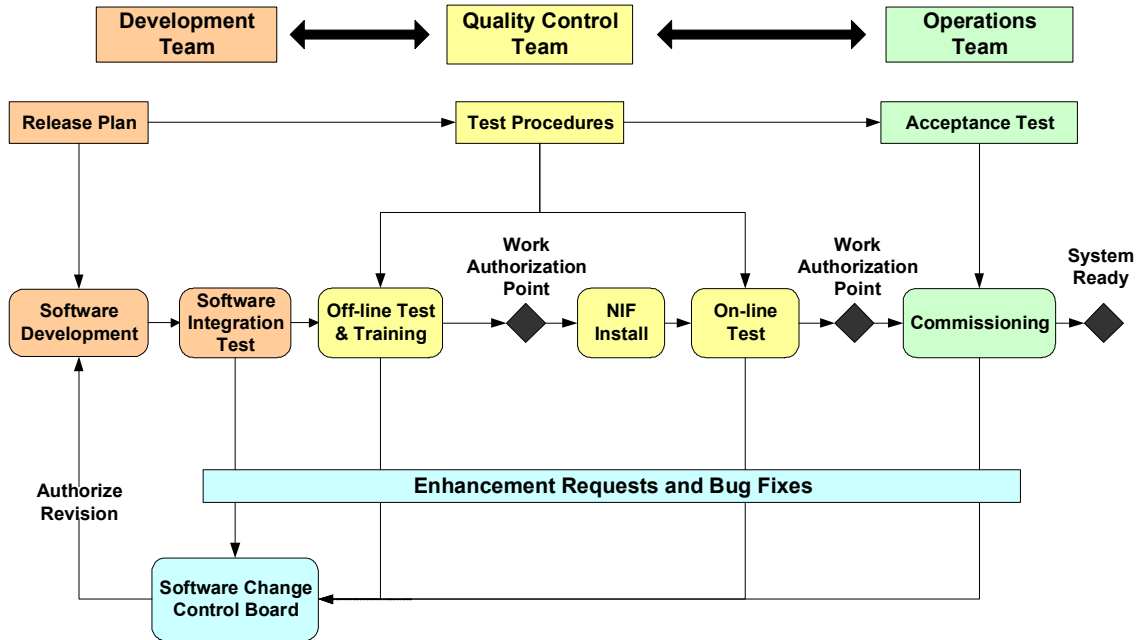 Development
Team
Quality Control
Team
Operations
Team
Release Plan
Test Procedures
Acceptance Test
Work
Authorization
Point
Work
Authorization
Point
System
Ready
Software
Development
Software
Integration
Test
Off-line Test
& Training
NIF
Install
On-line
Test
Commissioning
Enhancement Requests and Bug Fixes
Authorize
Revision
Software Change
Control Board